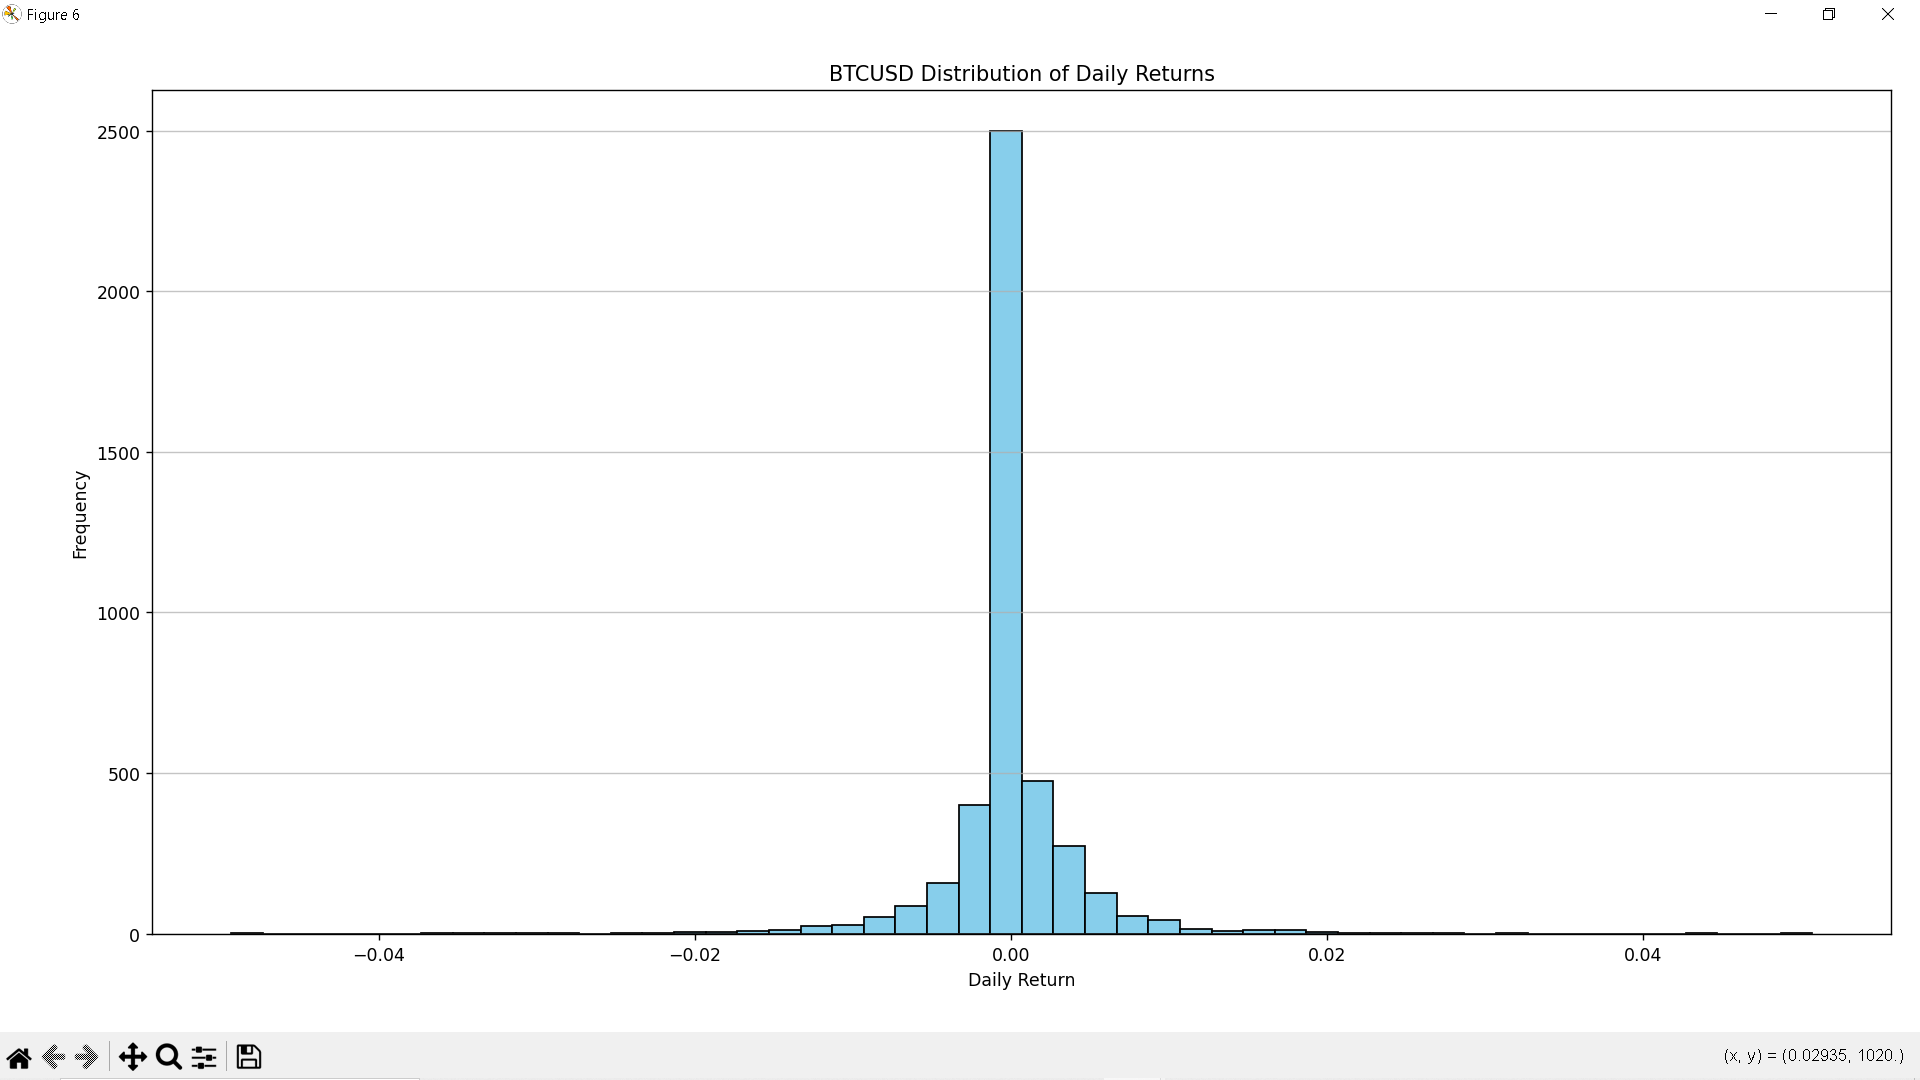 Figure 6
BTCUSD Distribution of Daily Returns
2500
2000
1500
1000
500
0
Frequency
−0.04 −0.02 0.00 0.02 0.04
Daily Return
(x, y) = (0.02935, 1020.)